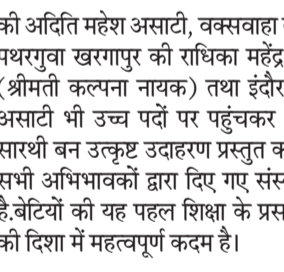 की अदिति महेश असाटी, वक्सवाहा
पथरगुवा खरगापुर की राधिका महेंद्र
(श्रीमती कल्पना नायक) तथा इंदौर
असाटी भी उच्च पदों पर पहुंचकर
सारथी बन उत्कृष्ट उदाहरण प्रस्तुत क
सभी अभिभावकों द्वारा दिए गए संस्
है.बेटियों की यह पहल शिक्षा के प्रस
की दिशा में महत्वपूर्ण कदम है।